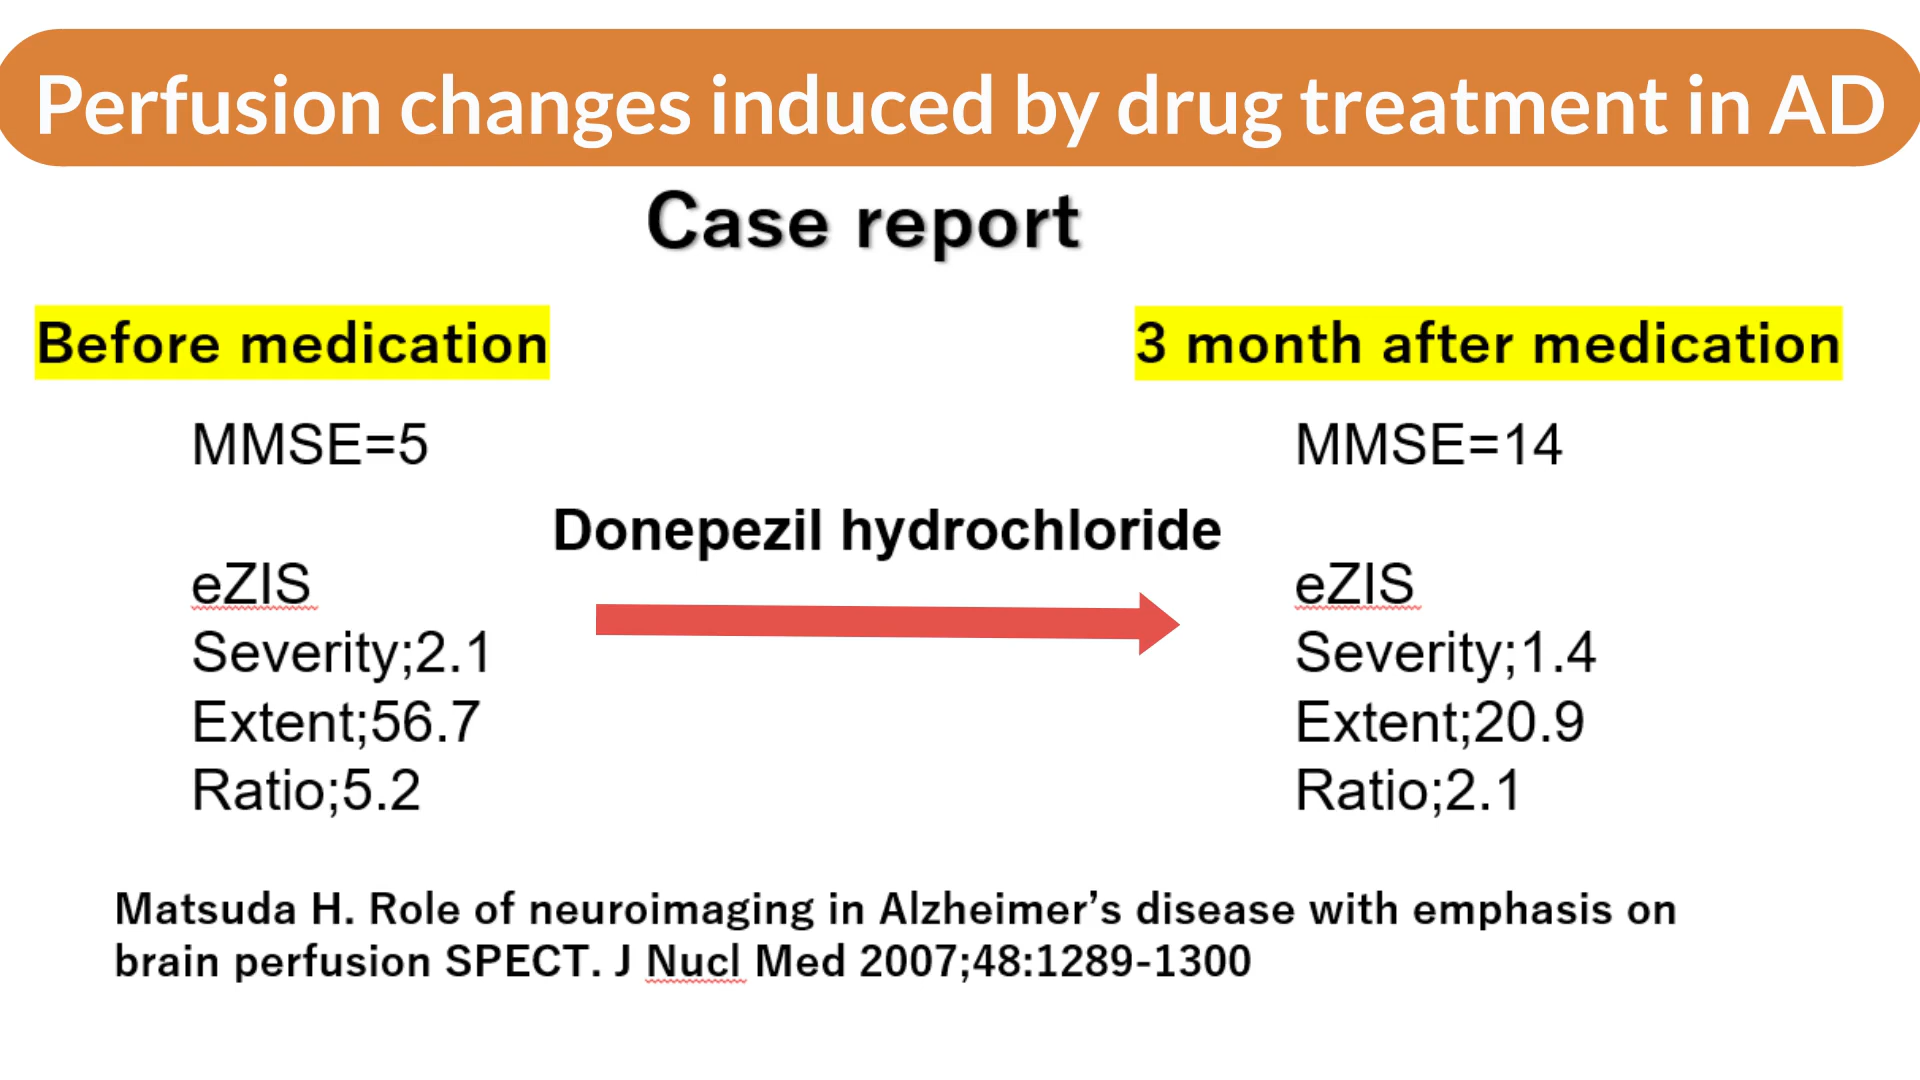 Perfusion changes induced by drug treatment in AD
Case report
Before medication
MMSE=5
eZIS
Severity;2.1
Extent;56.7
Ratio;5.2
Donepezil hydrochloride
3 month after medication
MMSE=14
eZIS
Severity;1.4
Extent;20.9
Ratio;2.1
Matsuda H. Role of neuroimaging in Alzheimer’s disease with emphasis on
brain perfusion SPECT. J Nucl Med 2007;48:1289-1300